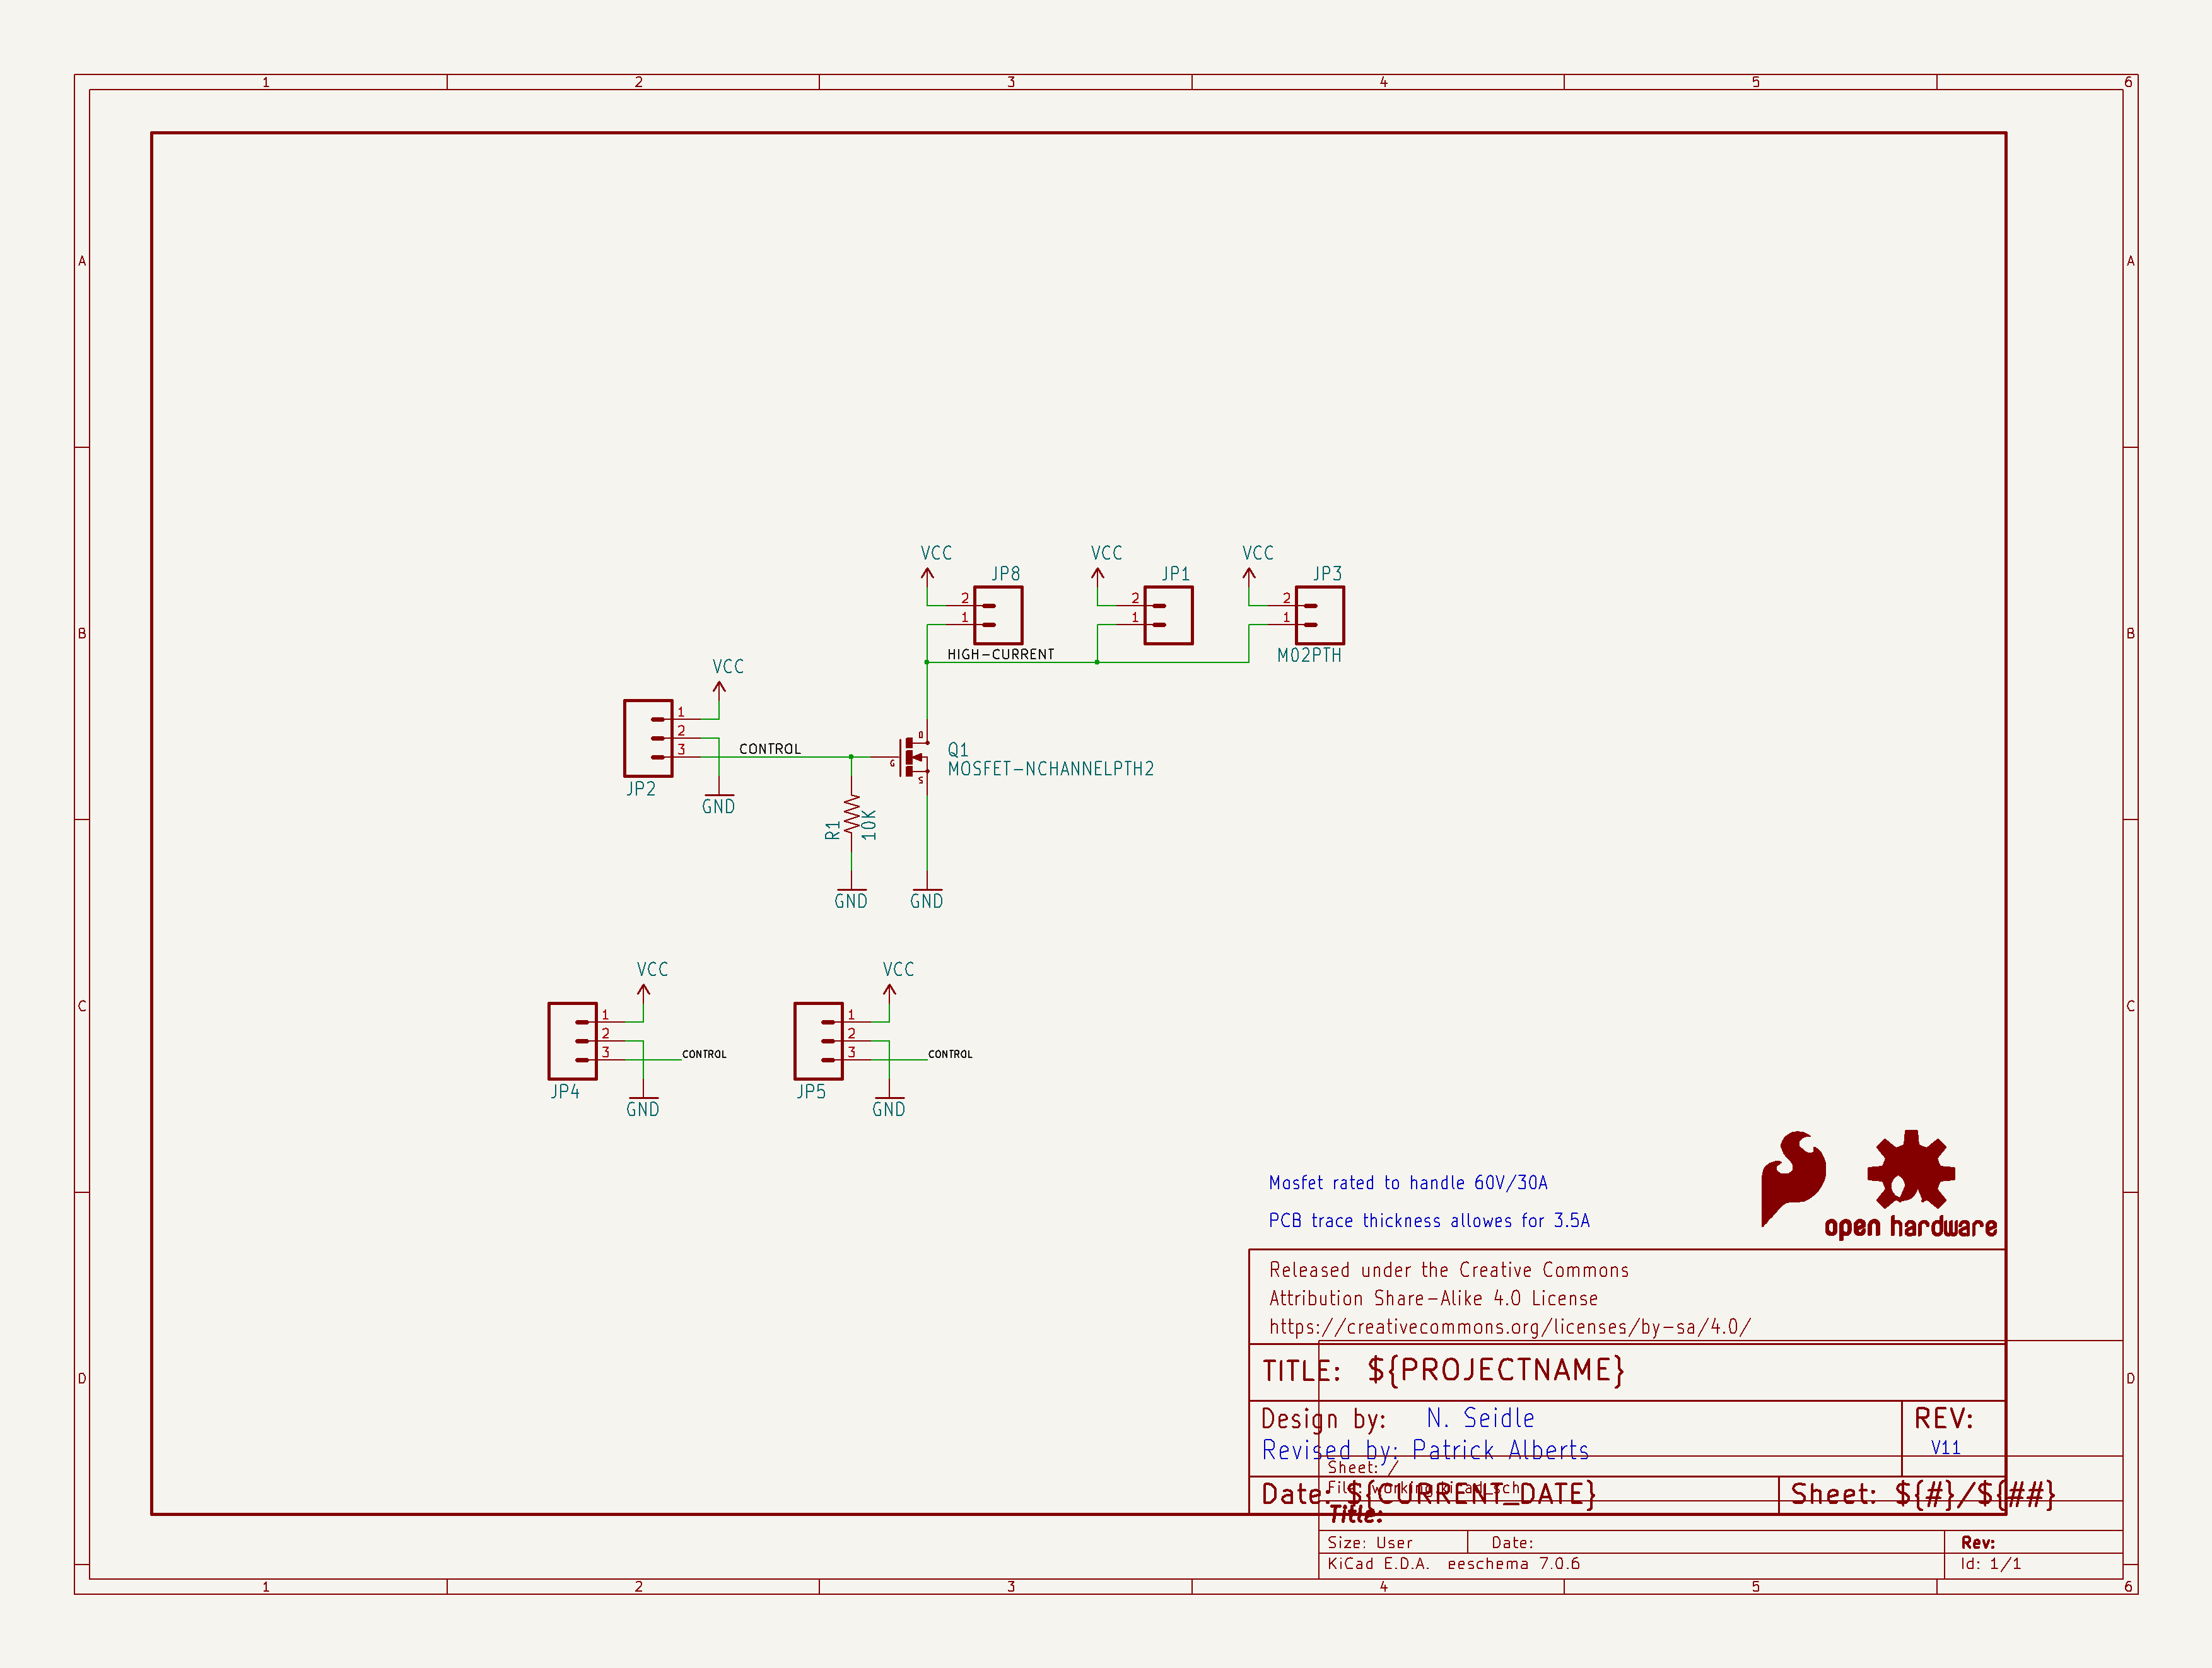 1 2 3 4 5 6
A A
VCC VCC VCC
JP8 JP1 JP3
2 2 2
1 1 1
B B
HIGH-CURRENT M02PTH
VCC
1
2
3 CONTROL
D
G
S
Q1
MOSFET-NCHANNELPTH2
JP2
GND
R1
10K
GND GND
VCC VCC
C C
1 1
2 2
3 CONTROL 3 CONTROL
JP4 JP5
GND GND
Mosfet rated to handle 60V/30A
PCB trace thickness allowes for 3.5A
open hardware
Released under the Creative Commons
Attribution Share-Alike 4.0 License
https://creativecommons.org/licenses/by-sa/4.0/
D D
TITLE: ${PROJECTNAME}
Design by: N. Seidle
REV:
Revised by: Patrick Alberts
V11
Sheet: /
File: working.kicad_sch
Date: ${CURRENT_DATE}
Sheet: ${#}/${##}
Title:
Size: User Date: Rev:
KiCad E.D.A. eeschema 7.0.6 Id: 1/1
1 2 3 4 5 6